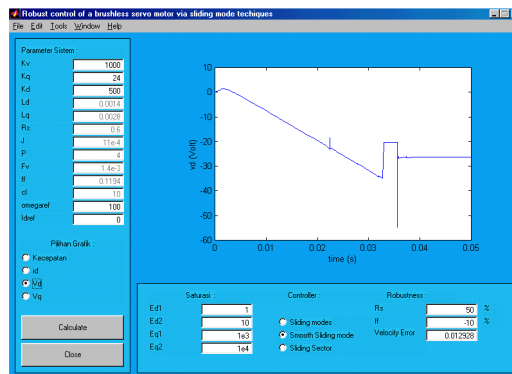 Robust control of a brushless servo motor via sliding mode techiques
File Edit Tools Window Help
Parameter Sistem :
Kv 1000
Kq 24
Kd 500
Ld 0.0014
Lq 0.0028
Rs 0.6
J 11e-4
P 4
Fv 1.4e-3
ff 0.1194
cl 10
omegaref 100
Idref 0
Pilihan Grafik :
Kecepatan
id
Vd
Vq
Calculate
Close
10
0
-10
-20
-30
-40
-50
-60
vd (Volt)
0 0.01 0.02 0.03 0.04 0.05
time (s)
Saturasi : Controller : Robustness :
Ed1 1 Rs 50 %
Ed2 10 Sliding modes ff -10 %
Eq1 1e3 Smooth Sliding mode Velocity Error 0.012928
Eq2 1e4 Sliding Sector